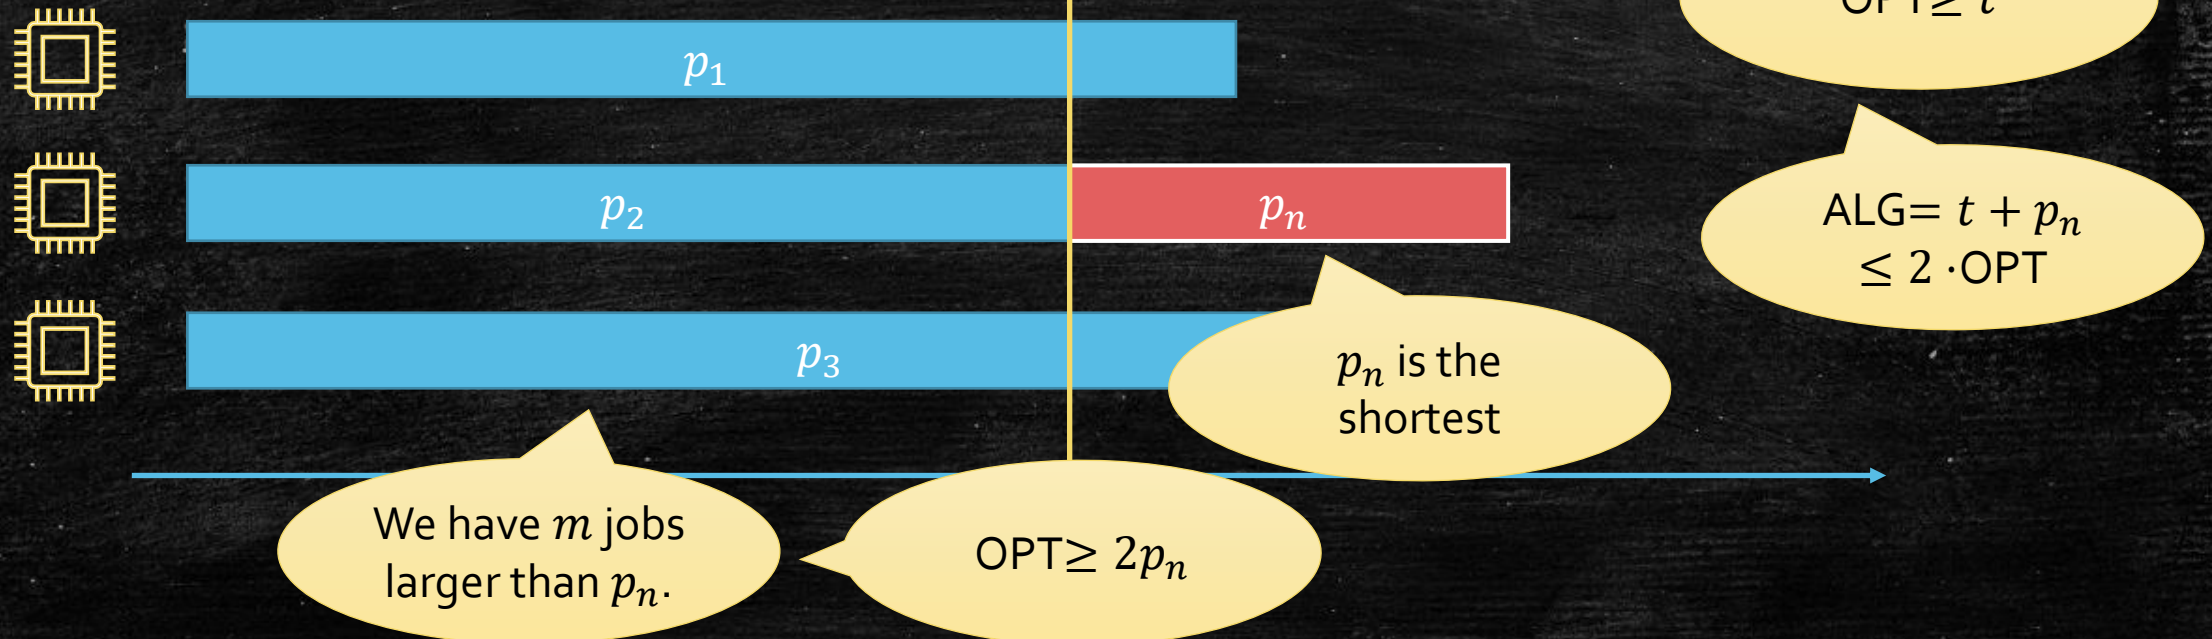 OPT≥ t
p₁
p₂
pₙ
ALG= t + pₙ
≤ 2 ·OPT
p₃
pₙ is the
shortest
We have m jobs
larger than pₙ.
OPT≥ 2pₙ